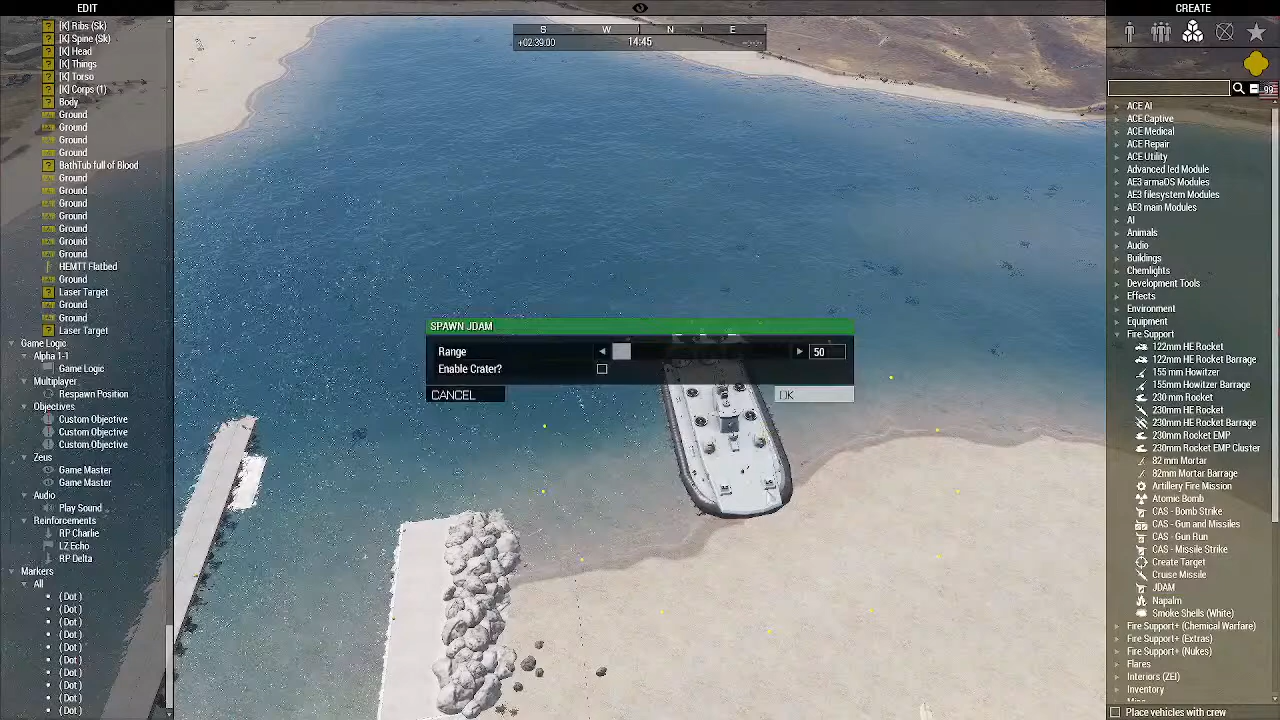 EDIT
[K] Ribs (Sk)
[K] Spine (Sk)
[K] Head
[K] Things
[K] Torso
[K] Corps (1)
Body
Ground
Ground
Ground
Ground
BathTub full of Blood
Ground
Ground
Ground
Ground
Ground
Ground
Ground
HEMTT Flatbed
Ground
Laser Target
Ground
Ground
Laser Target
Game Logic
Alpha 1-1
Game Logic
Multiplayer
Respawn Position
Objectives
Custom Objective
Custom Objective
Custom Objective
Zeus
Game Master
Game Master
Audio
Play Sound
Reinforcements
RP Charlie
LZ Echo
RP Delta
Markers
All
( Dot )
( Dot )
( Dot )
( Dot )
( Dot )
( Dot )
( Dot )
( Dot )
( Dot )
( Dot )
S W N E
+02:39:00 14:45
SPAWN JDAM
Range 50
Enable Crater?
CANCEL OK
CREATE
99
ACE AI
ACE Captive
ACE Medical
ACE Repair
ACE Utility
Advanced Ied Module
AE3 armaOS Modules
AE3 filesystem Modules
AE3 main Modules
AI
Animals
Audio
Buildings
Chemlights
Development Tools
Effects
Environment
Equipment
Fire Support
122mm HE Rocket
122mm HE Rocket Barrage
155 mm Howitzer
155mm Howitzer Barrage
230 mm Rocket
230mm HE Rocket
230mm HE Rocket Barrage
230mm Rocket EMP
230mm Rocket EMP Cluster
82 mm Mortar
82mm Mortar Barrage
Artillery Fire Mission
Atomic Bomb
CAS - Bomb Strike
CAS - Gun and Missiles
CAS - Gun Run
CAS - Missile Strike
Create Target
Cruise Missile
JDAM
Napalm
Smoke Shells (White)
Fire Support+ (Chemical Warfare)
Fire Support+ (Extras)
Fire Support+ (Nukes)
Flares
Interiors (ZEI)
Inventory
Place vehicles with crew